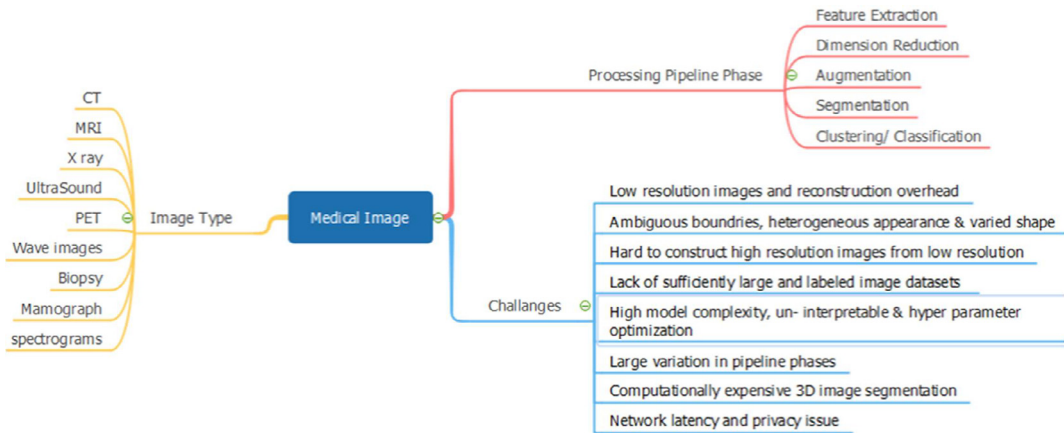 Feature Extraction
Dimension Reduction
Processing Pipeline Phase
Augmentation
Segmentation
Clustering/ Classification
CT
MRI
X ray
UltraSound
PET
Wave images
Biopsy
Mamograph
spectrograms
Image Type
Medical Image
Challanges
Low resolution images and reconstruction overhead
Ambiguous boundries, heterogeneous appearance & varied shape
Hard to construct high resolution images from low resolution
Lack of sufficiently large and labeled image datasets
High model complexity, un- interpretable & hyper parameter
optimization
Large variation in pipeline phases
Computationally expensive 3D image segmentation
Network latency and privacy issue